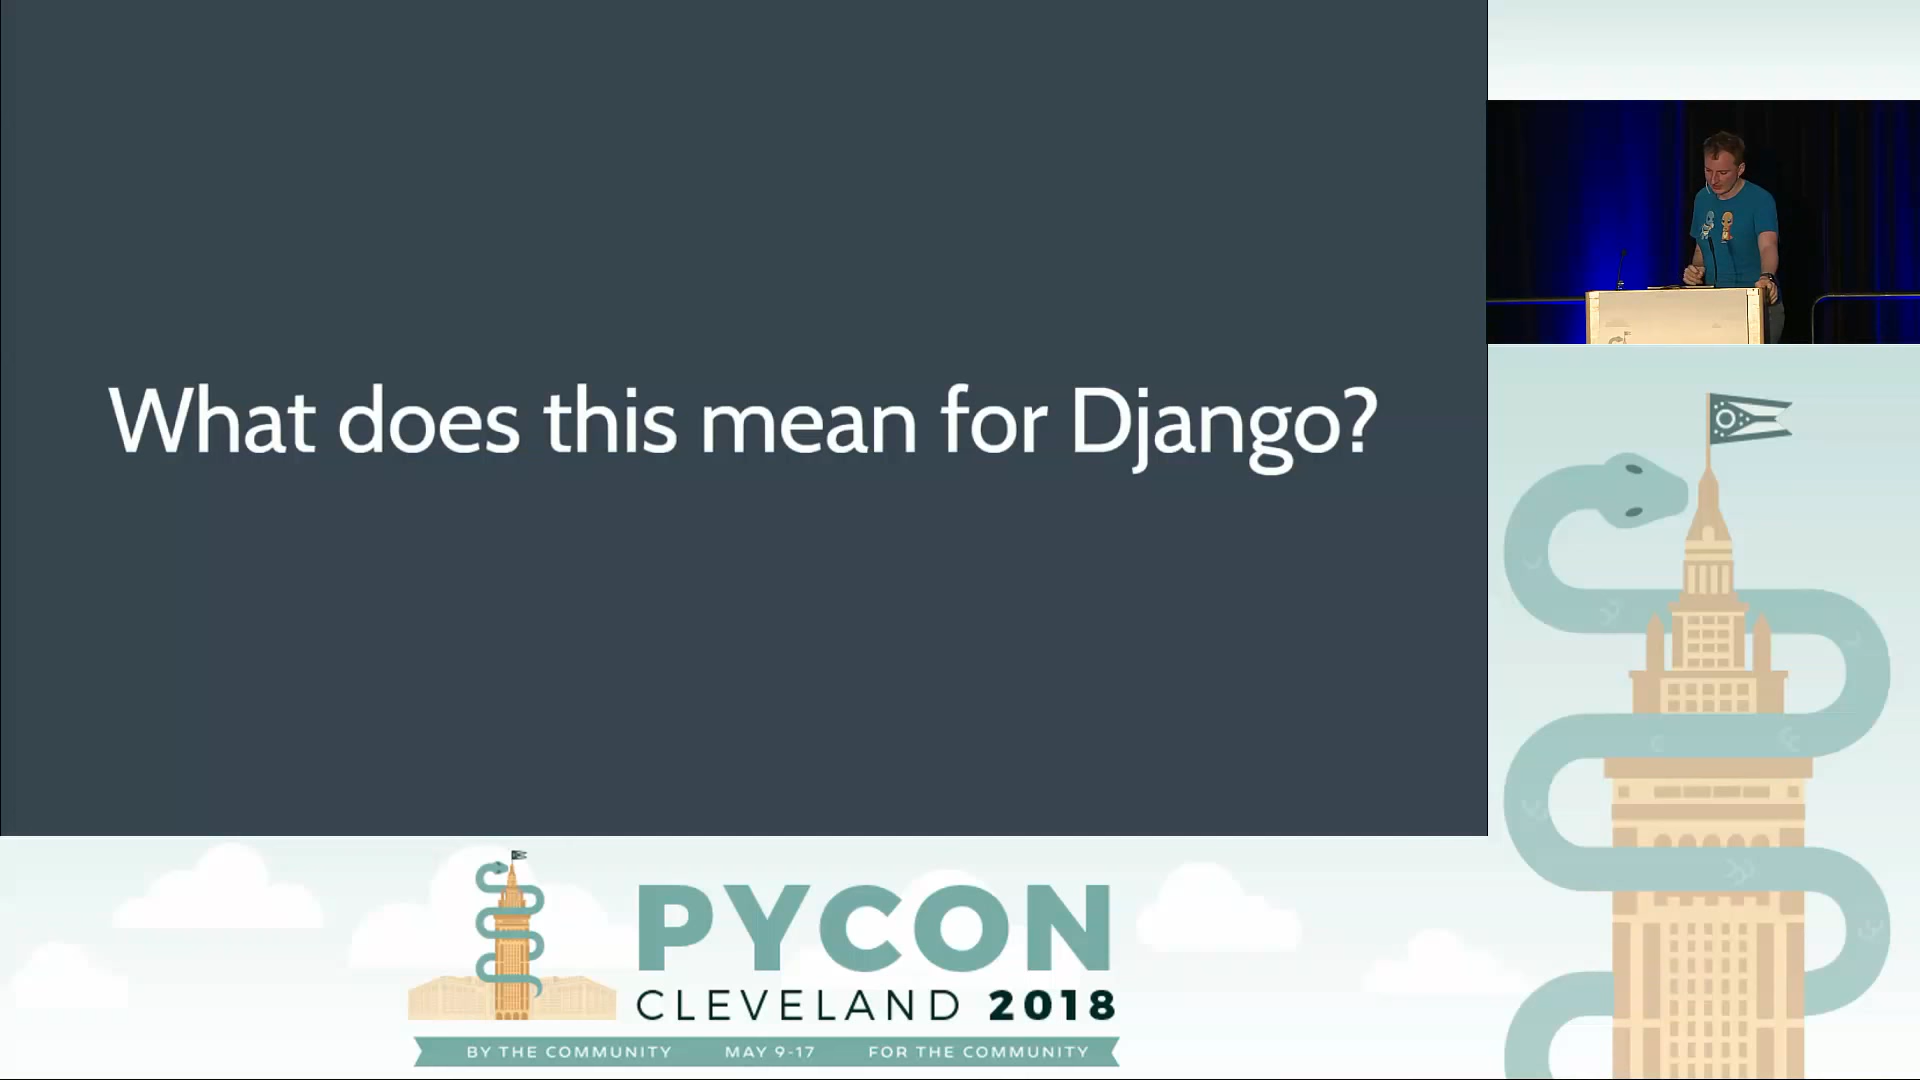 What does this mean for Django?
PYCON
CLEVELAND 2018
BY THE COMMUNITY MAY 9-17 FOR THE COMMUNITY